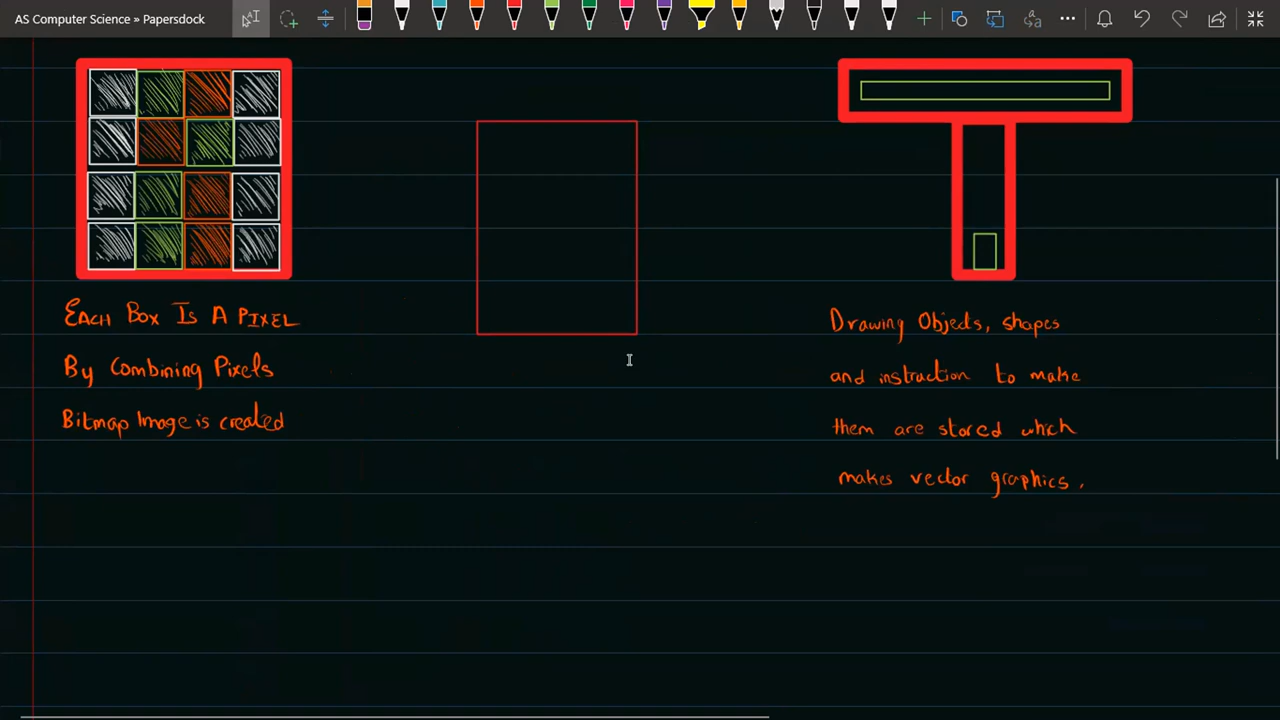 AS Computer Science » Papersdock
EACH BOX IS A PIXEL
By Combining Pixels
Bitmap Image is created
Drawing Objects, shapes
and instruction to make
them are stored which
makes vector graphics.